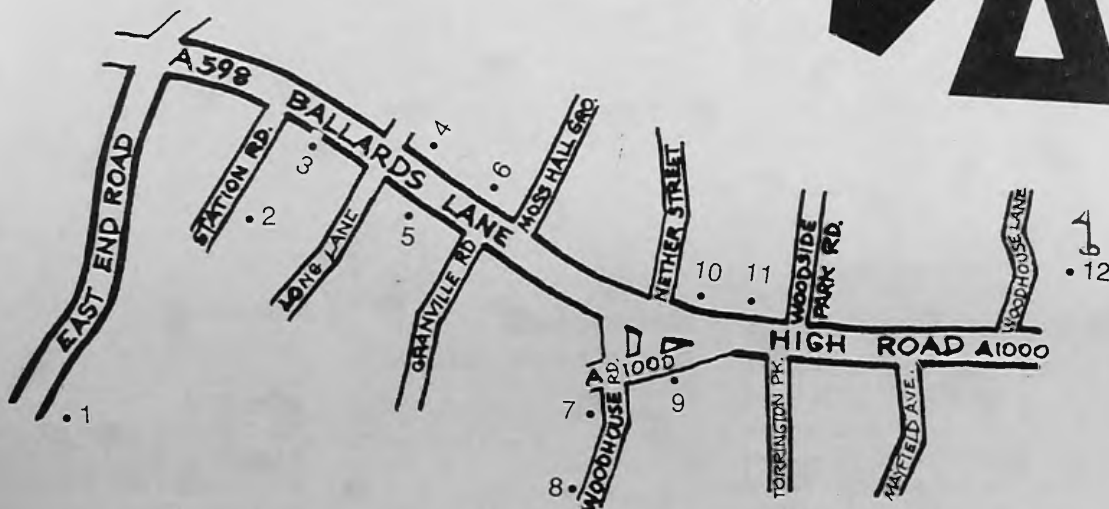 A 598
BALLARDS LANE
EAST END ROAD
STATION RD.
LONG LANE
GRANVILLE RD
MOSS HALL GRO.
NETHER STREET
WOODSIDE PARK RD.
WOODHOUSE LANE
HIGH ROAD A1000
A 1000
WOODHOUSE RD.
TORRINGTON PK.
MAYFIELD AVE.
1
2
3
4
5
6
7
8
9
10
11
12